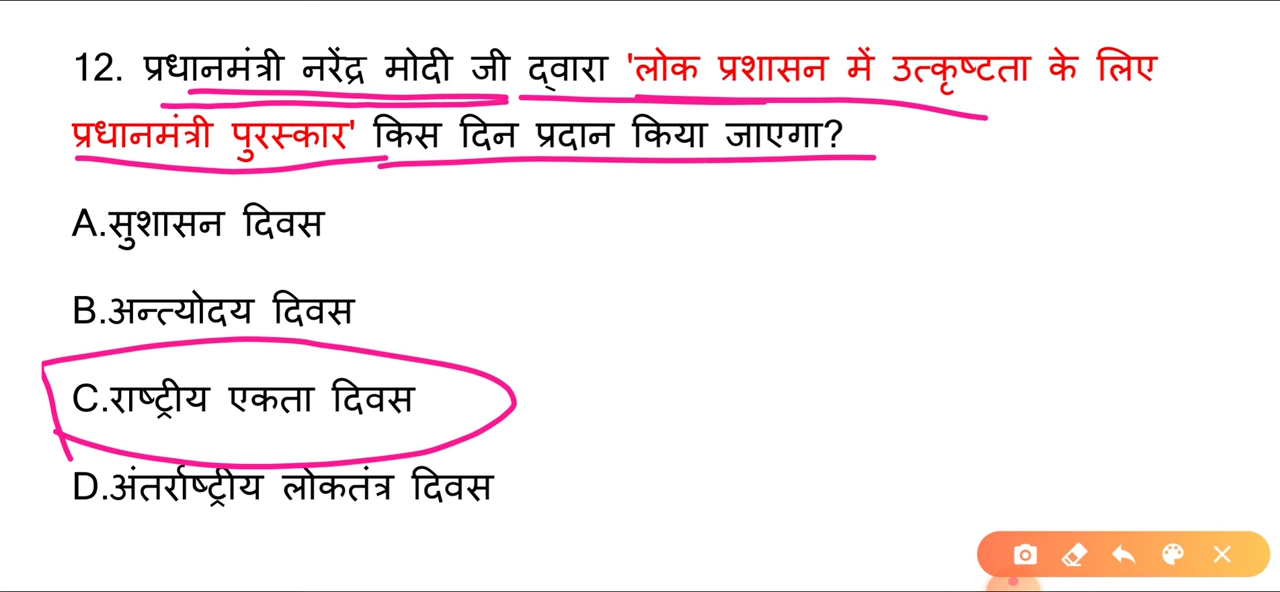 12. प्रधानमंत्री नरेंद्र मोदी जी द्वारा 'लोक प्रशासन में उत्कृष्टता के लिए
प्रधानमंत्री पुरस्कार' किस दिन प्रदान किया जाएगा?
A.सुशासन दिवस
B.अन्त्योदय दिवस
C.राष्ट्रीय एकता दिवस
D.अंतर्राष्ट्रीय लोकतंत्र दिवस